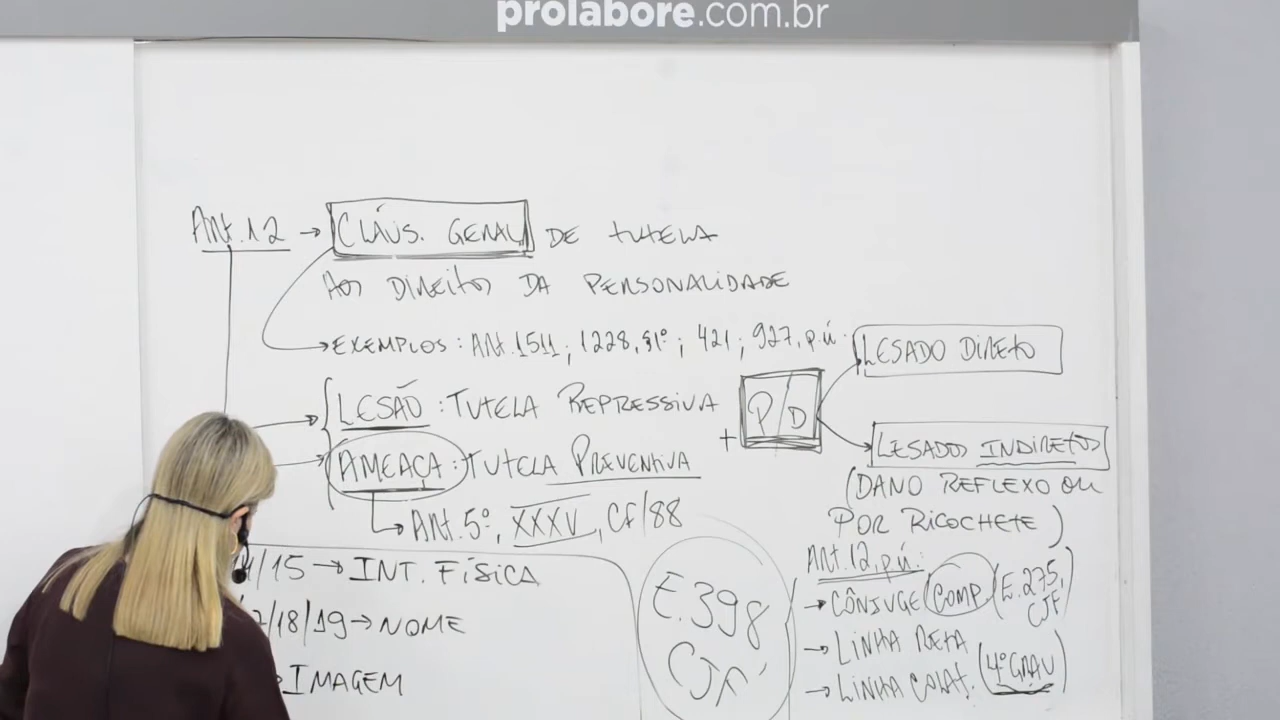 prolabore.com.br
Art.12 → CLÁUS. GERAL DE TUTELA
AOS DIREITOS DA PERSONALIDADE
→ EXEMPLOS: ART.1511; 1228, §1º; 421; 927, p.ú.
LESÃO: TUTELA REPRESSIVA
AMEAÇA: TUTELA PREVENTIVA
→ ART. 5º, XXXV, CF/88
+ P/D
LESADO DIRETO
LESADOS INDIRETOS
(DANO REFLEXO OU
POR RICOCHETE)
Art.12, p.ú:
→ CÔNJUGE COMP (E.275,
CJF)
→ LINHA RETA
→ LINHA COLAT. (4º GRAU)
E.398
CJF
/15 → INT. FÍSICA
/18/19 → NOME
IMAGEM